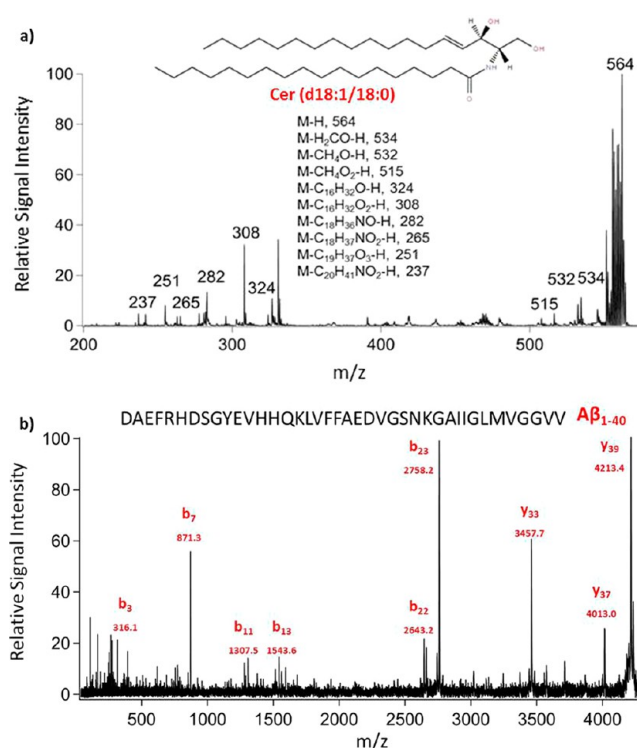 a)
OH
OH
H
NH
H
O
Cer (d18:1/18:0)
M-H, 564
M-H₂CO-H, 534
M-CH₄O-H, 532
M-CH₄O₂-H, 515
M-C₁₆H₃₂O-H, 324
M-C₁₆H₃₂O₂-H, 308
M-C₁₈H₃₆NO-H, 282
M-C₁₈H₃₇NO₂-H, 265
M-C₁₉H₃₇O₃-H, 251
M-C₂₀H₄₁NO₂-H, 237
Relative Signal Intensity
100
80
60
40
20
0
237
251
265
282
308
324
515
532
534
564
200 300 400 500
m/z
b)
DAEFRHDSGYEVHHQKLVFFAEDVGSNKGAIIGLMVGGVV Aβ₁₋₄₀
Relative Signal Intensity
100
80
60
40
20
0
b₃
316.1
b₇
871.3
b₁₁
1307.5
b₁₃
1543.6
b₂₂
2643.2
b₂₃
2758.2
y₃₃
3457.7
y₃₇
4013.0
y₃₉
4213.4
500 1000 1500 2000 2500 3000 3500 4000
m/z